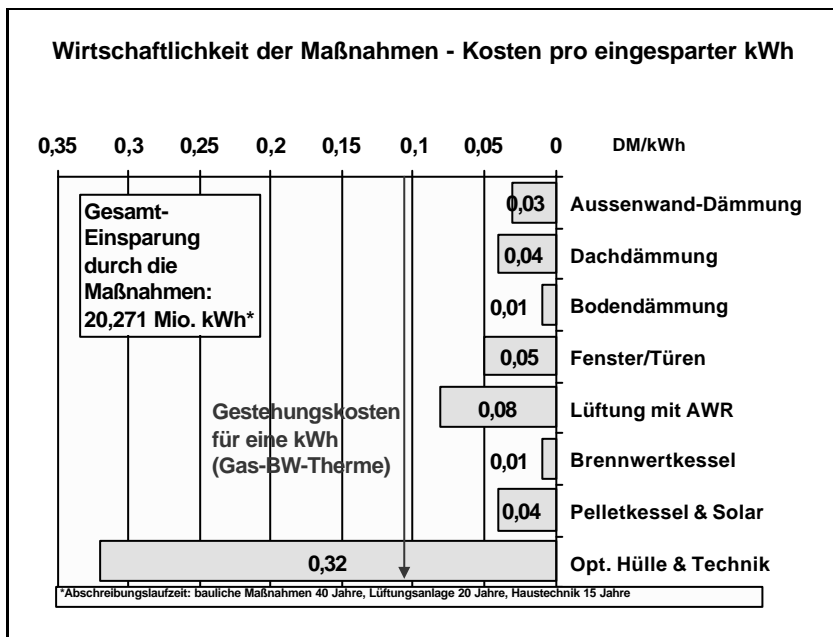 Wirtschaftlichkeit der Maßnahmen - Kosten pro eingesparter kWh
0,35 0,3 0,25 0,2 0,15 0,1 0,05 0 DM/kWh
Gesamt-
Einsparung
durch die
Maßnahmen:
20,271 Mio. kWh*
0,03 Aussenwand-Dämmung
0,04 Dachdämmung
0,01 Bodendämmung
0,05 Fenster/Türen
Gestehungskosten
für eine kWh
(Gas-BW-Therme)
0,08 Lüftung mit AWR
0,01 Brennwertkessel
0,04 Pelletkessel & Solar
0,32 Opt. Hülle & Technik
*Abschreibungslaufzeit: bauliche Maßnahmen 40 Jahre, Lüftungsanlage 20 Jahre, Haustechnik 15 Jahre